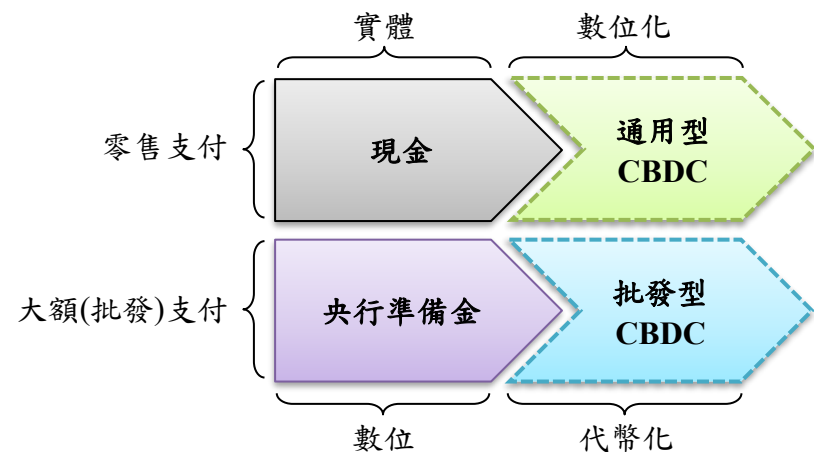 實體
數位化
零售支付
現金
通用型
CBDC
大額(批發)支付
央行準備金
批發型
CBDC
數位
代幣化